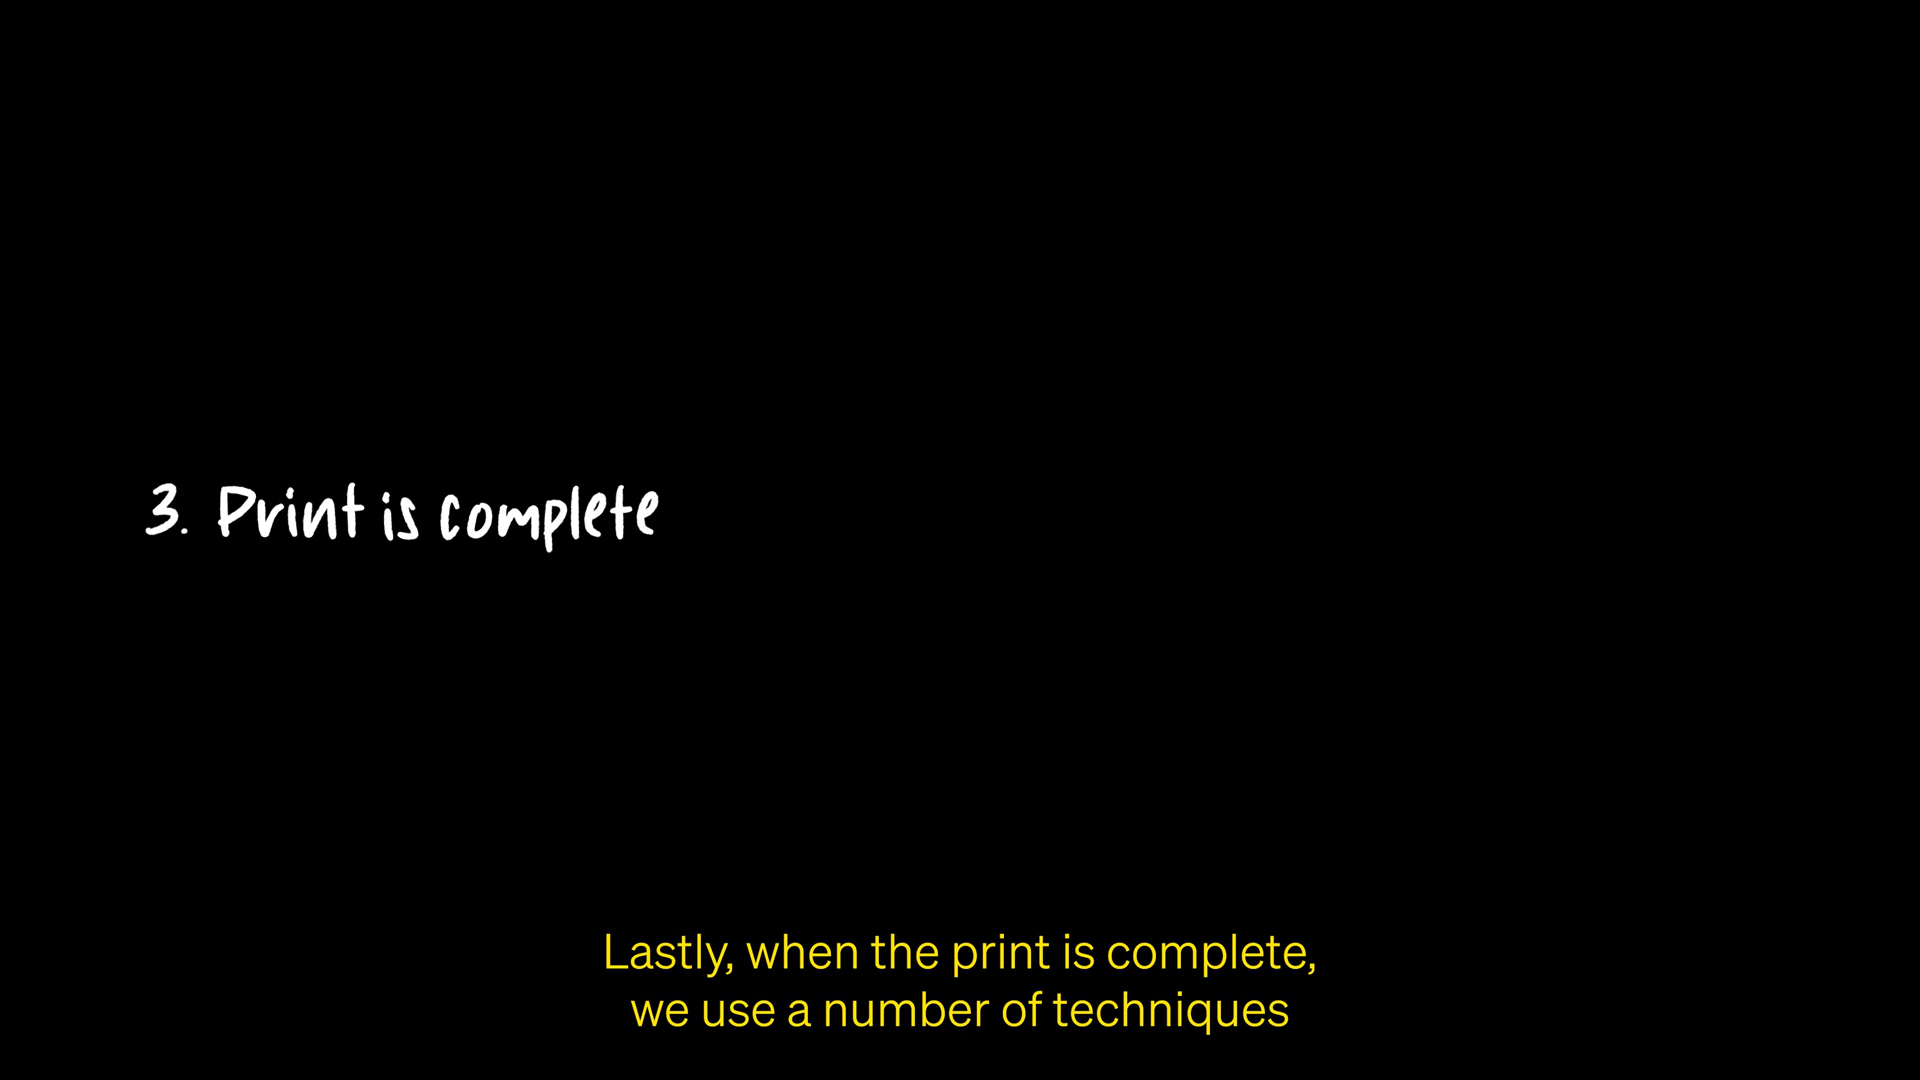 3. Print is complete
Lastly, when the print is complete,
we use a number of techniques